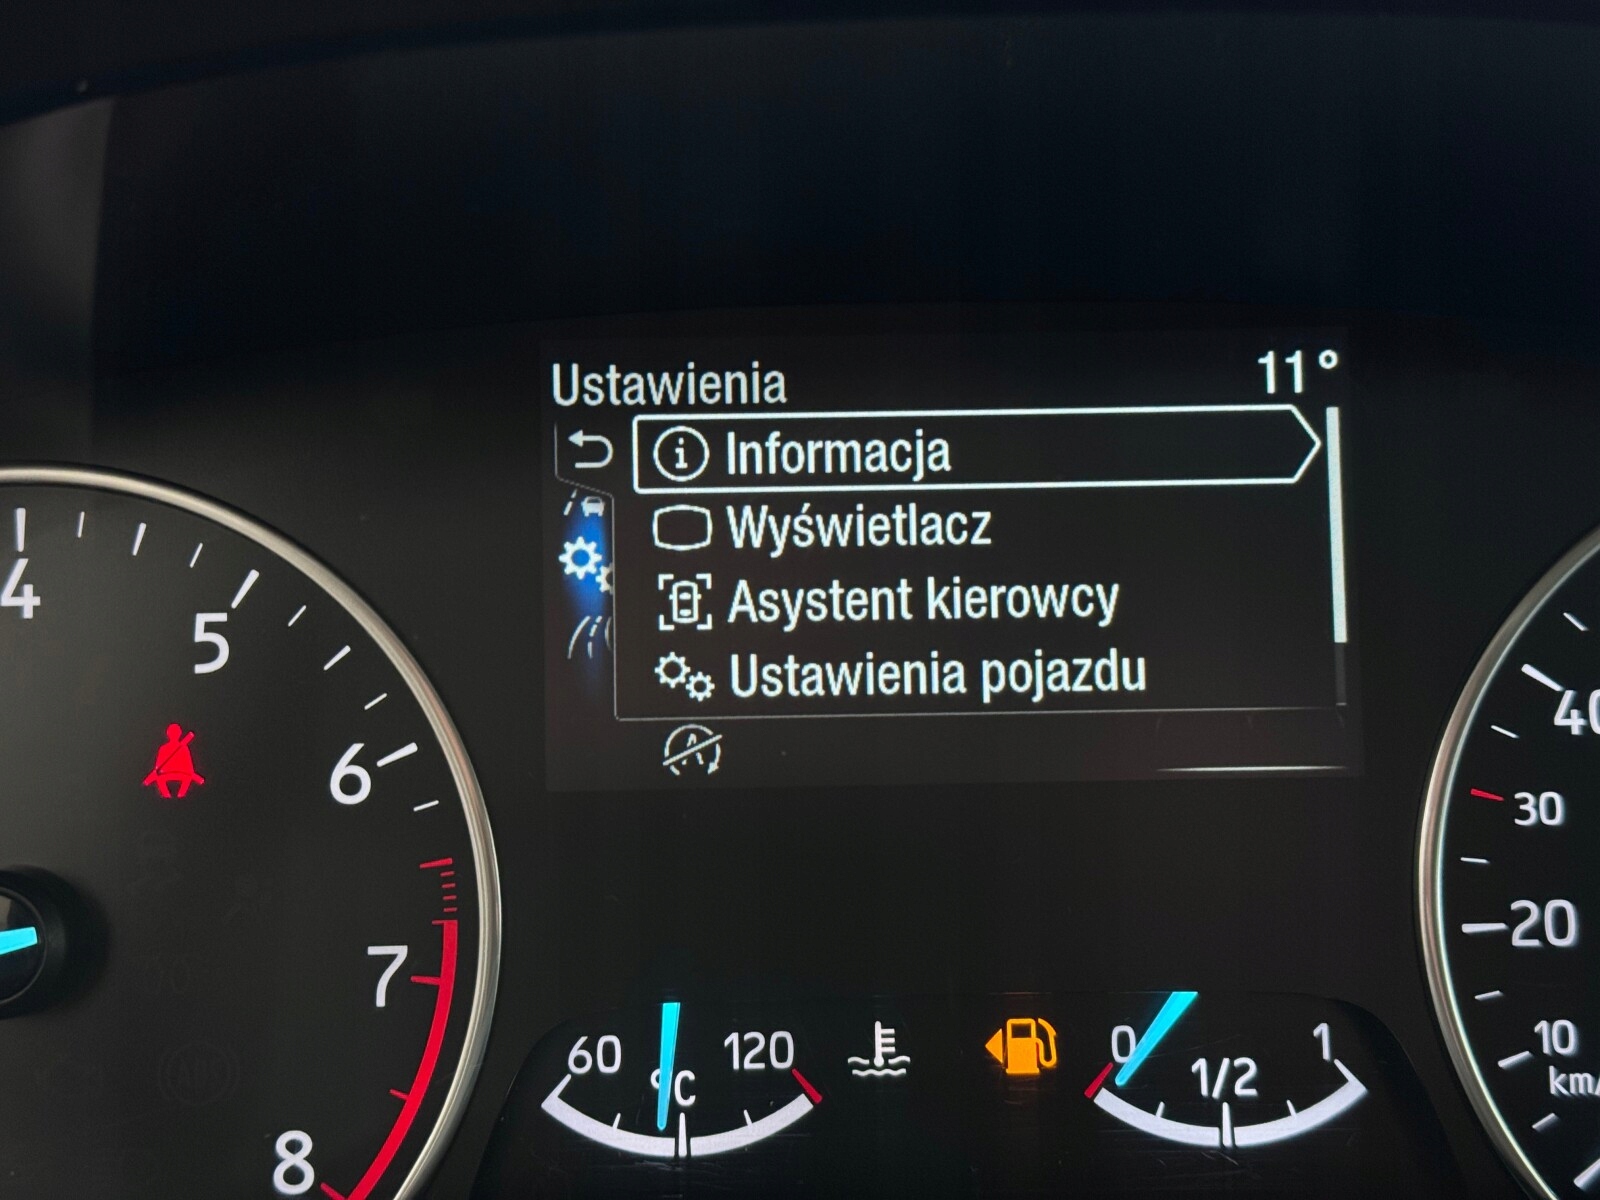 Ustawienia 11°
Informacja
Wyświetlacz
Asystent kierowcy
Ustawienia pojazdu
4
5
6
7
8
60 120
°C
0 1/2 1
40
30
20
10
km/